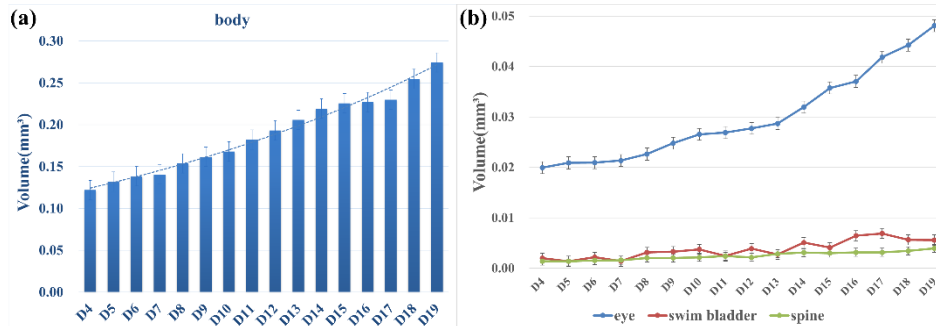 (a)
body
Volume(mm³)
0.30
0.25
0.20
0.15
0.10
0.05
0.00
D4 D5 D6 D7 D8 D9 D10 D11 D12 D13 D14 D15 D16 D17 D18 D19
(b)
Volume(mm³)
0.05
0.04
0.03
0.02
0.01
0.00
D4 D5 D6 D7 D8 D9 D10 D11 D12 D13 D14 D15 D16 D17 D18 D19
eye swim bladder spine